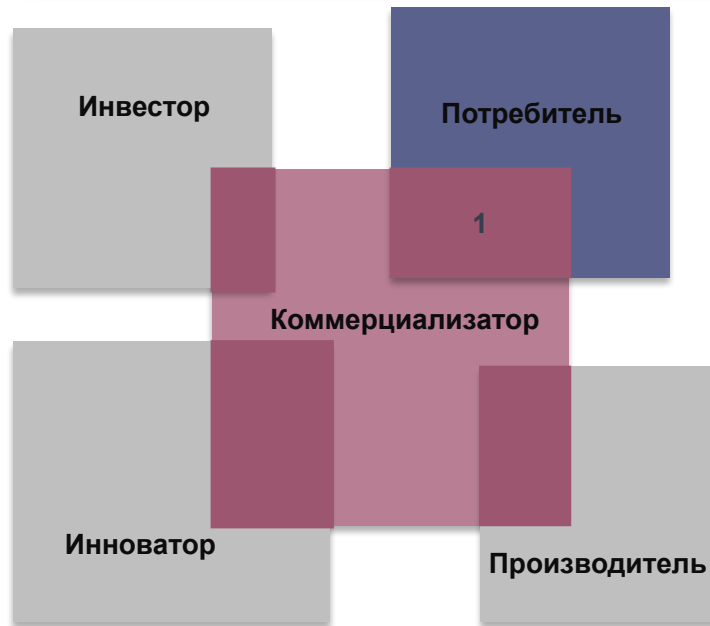 Инвестор
Потребитель
1
Коммерциализатор
Инноватор
Производитель